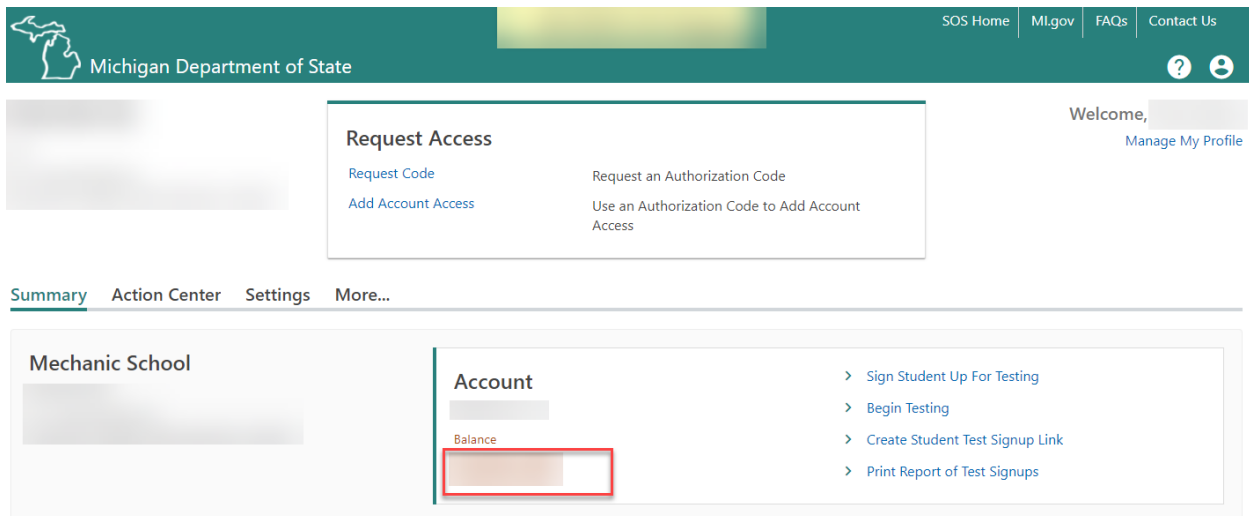 SOS Home
MI.gov
FAQs
Contact Us
Michigan Department of State
?
Request Access
Request Code
Request an Authorization Code
Add Account Access
Use an Authorization Code to Add Account
Access
Welcome,
Manage My Profile
Summary
Action Center
Settings
More...
Mechanic School
Account
Balance
Sign Student Up For Testing
Begin Testing
Create Student Test Signup Link
Print Report of Test Signups